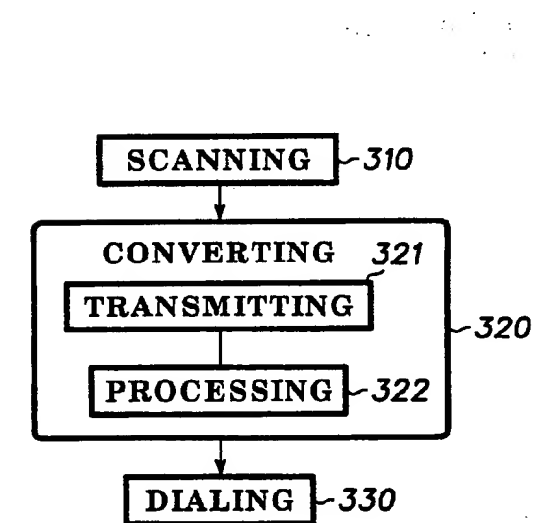 SCANNING 310
CONVERTING
321
TRANSMITTING
320
PROCESSING 322
DIALING 330